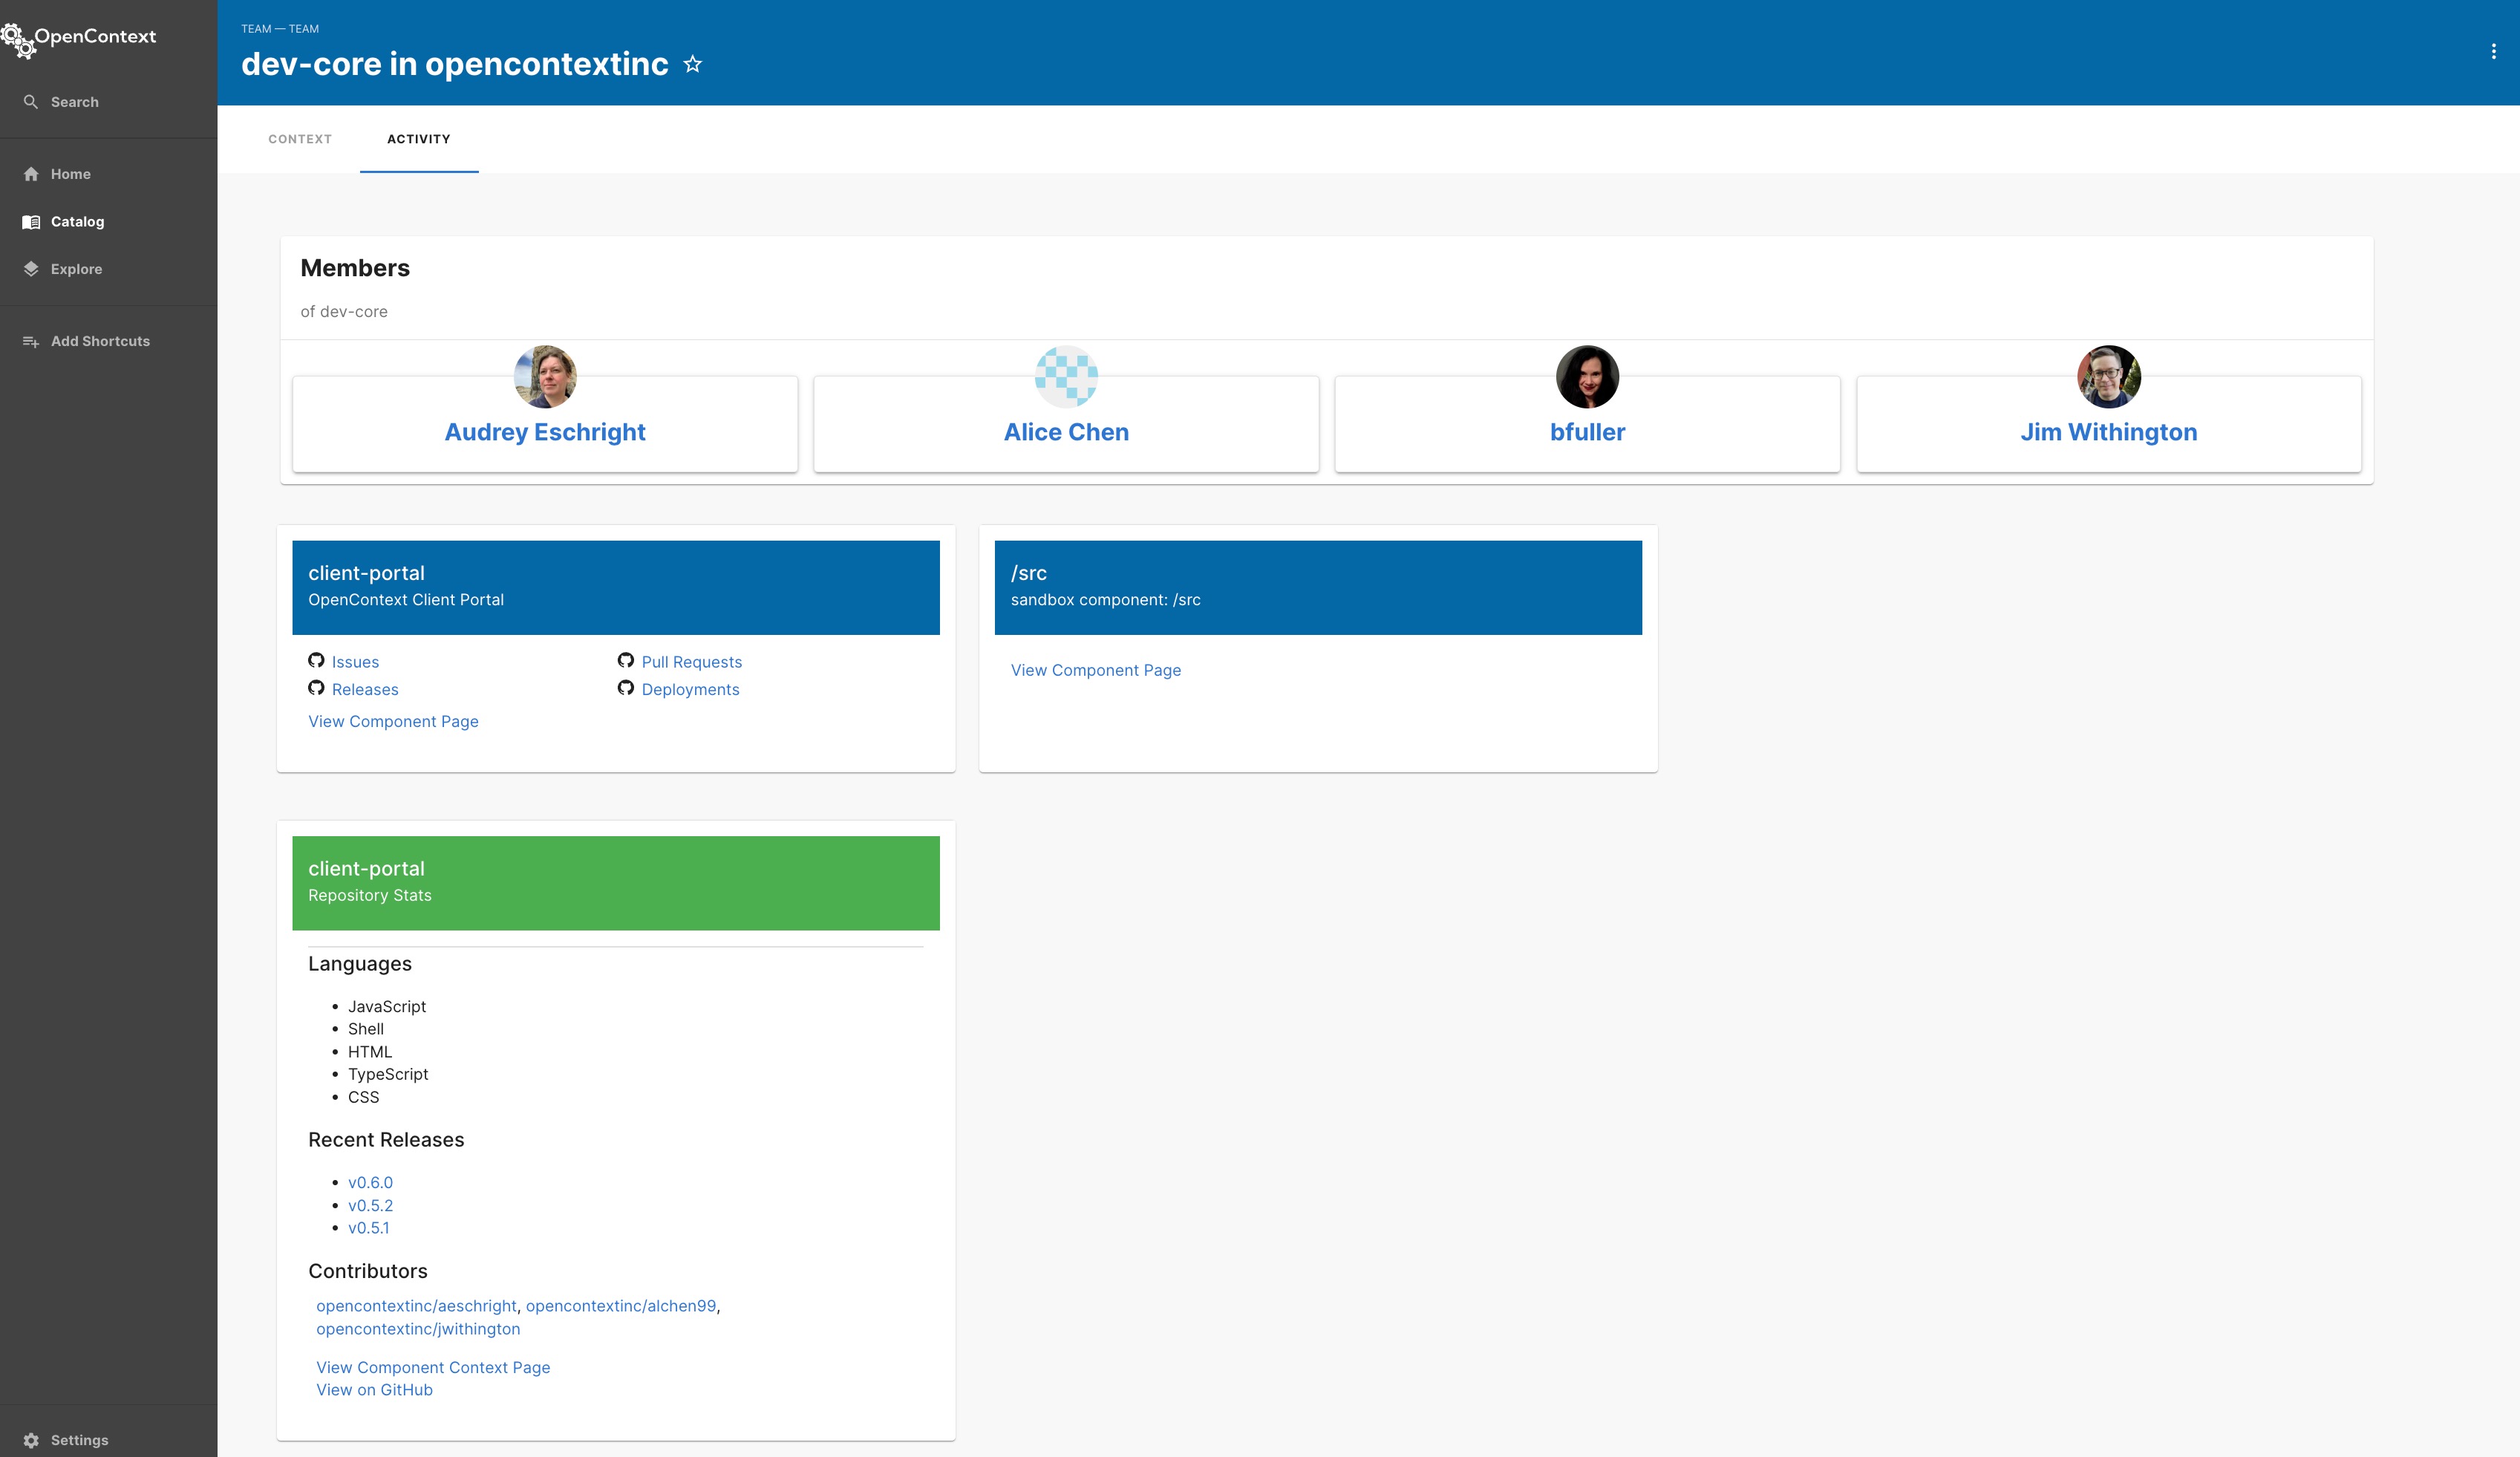 OpenContext
Search
Home
Catalog
Explore
Add Shortcuts
Settings
TEAM — TEAM
dev-core in opencontextinc
CONTEXT
ACTIVITY
Members
of dev-core
Audrey Eschright
Alice Chen
bfuller
Jim Withington
client-portal
OpenContext Client Portal
Issues
Pull Requests
Releases
Deployments
View Component Page
/src
sandbox component: /src
View Component Page
client-portal
Repository Stats
Languages
• JavaScript
• Shell
• HTML
• TypeScript
• CSS
Recent Releases
• v0.6.0
• v0.5.2
• v0.5.1
Contributors
opencontextinc/aeschright, opencontextinc/alchen99,
opencontextinc/jwithington
View Component Context Page
View on GitHub